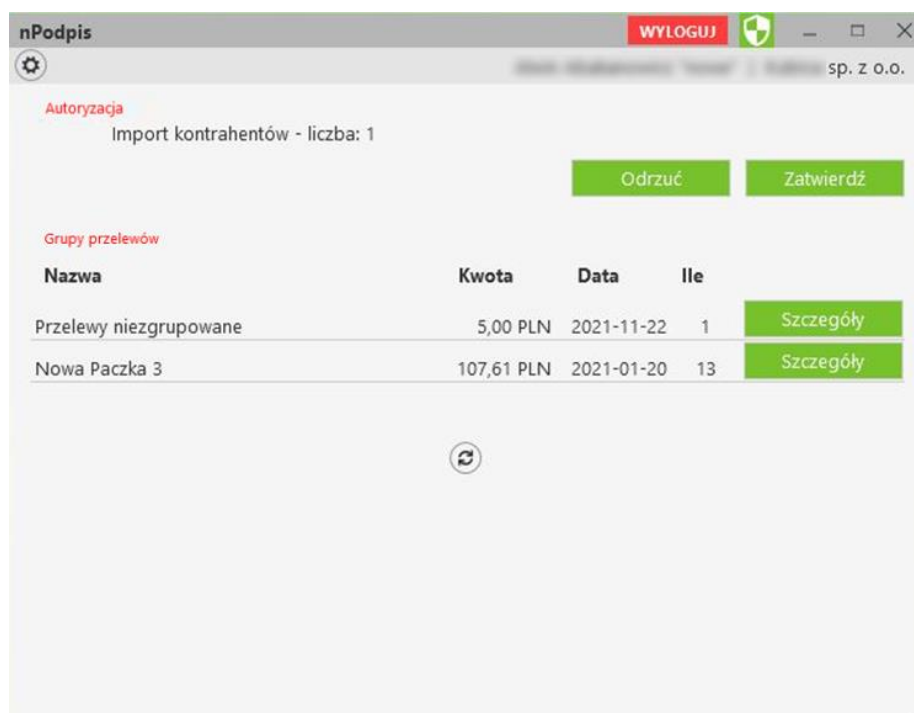 nPodpis WYLOGUJ
sp. z o.o.
Autoryzacja
Import kontrahentów - liczba: 1
Odrzuć Zatwierdź
Grupy przelewów
Nazwa Kwota Data Ile
Przelewy niezgrupowane 5,00 PLN 2021-11-22 1 Szczegóły
Nowa Paczka 3 107,61 PLN 2021-01-20 13 Szczegóły